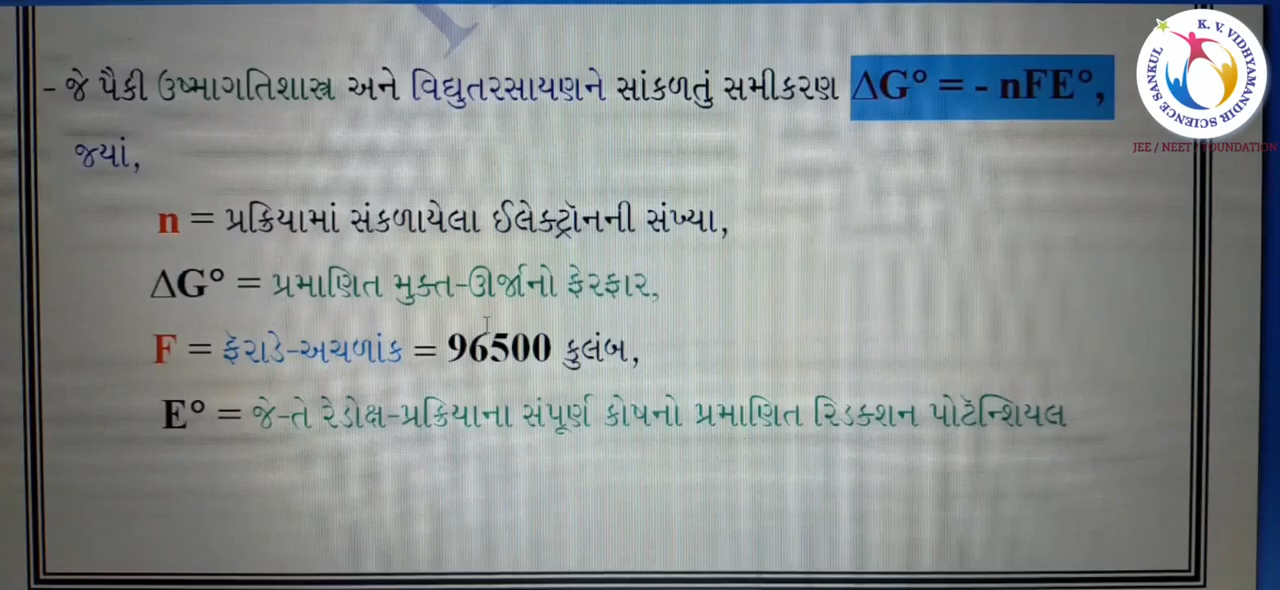 - જે પૈકી ઉષ્માગતિશાસ્ત્ર અને વિદ્યુતરસાયણને સાંકળતું સમીકરણ ΔG° = - nFE°,
જ્યાં,
n = પ્રક્રિયામાં સંકળાયેલા ઈલેક્ટ્રૉનની સંખ્યા,
ΔG° = પ્રમાણિત મુક્ત-ઊર્જાનો ફેરફાર,
F = ફૅરાડે-અચળાંક = 96500 કુલંબ,
E° = જે-તે રેડોક્ષ-પ્રક્રિયાના સંપૂર્ણ કોષનો પ્રમાણિત રિડક્શન પોટૅન્શિયલ
K. V. VIDHYAMANDIR SCIENCE SANKUL
JEE / NEET / FOUNDATION